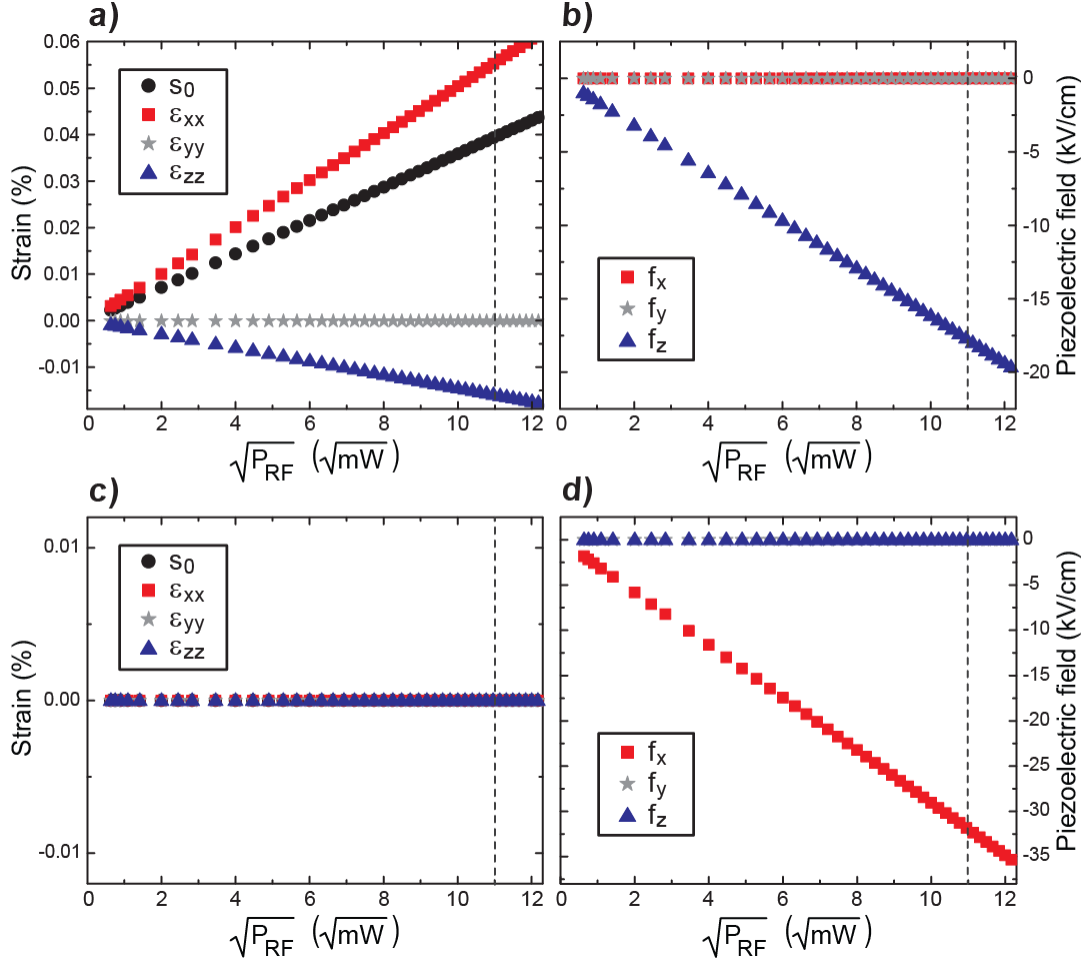 a)
0.06
0.05
0.04
0.03
0.02
0.01
0.00
-0.01
Strain (%)
s0
εxx
εyy
εzz
0 2 4 6 8 10 12
√PRF (√mW)
b)
0
-5
-10
-15
-20
Piezoelectric field (kV/cm)
fx
fy
fz
0 2 4 6 8 10 12
√PRF (√mW)
c)
0.01
0.00
-0.01
Strain (%)
s0
εxx
εyy
εzz
0 2 4 6 8 10 12
√PRF (√mW)
d)
0
-5
-10
-15
-20
-25
-30
-35
Piezoelectric field (kV/cm)
fx
fy
fz
0 2 4 6 8 10 12
√PRF (√mW)